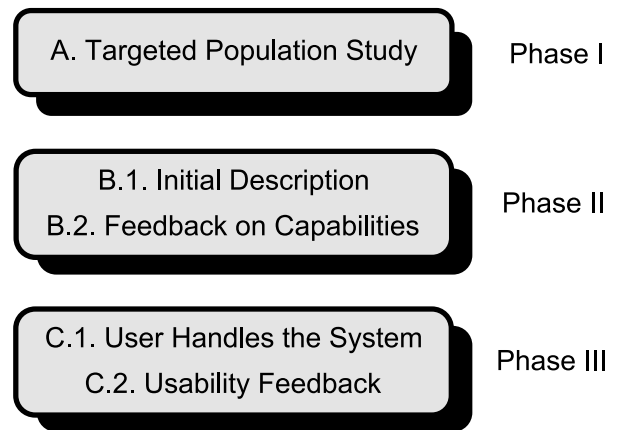 A. Targeted Population Study
Phase I
B.1. Initial Description
B.2. Feedback on Capabilities
Phase II
C.1. User Handles the System
C.2. Usability Feedback
Phase III